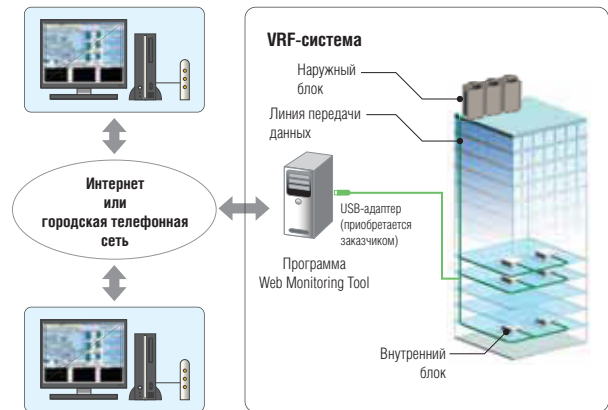 VRF-система
Наружный
блок
Линия передачи
данных
Интернет
или
городская телефонная
сеть
USB-адаптер
(приобретается
заказчиком)
Программа
Web Monitoring Tool
Внутренний
блок